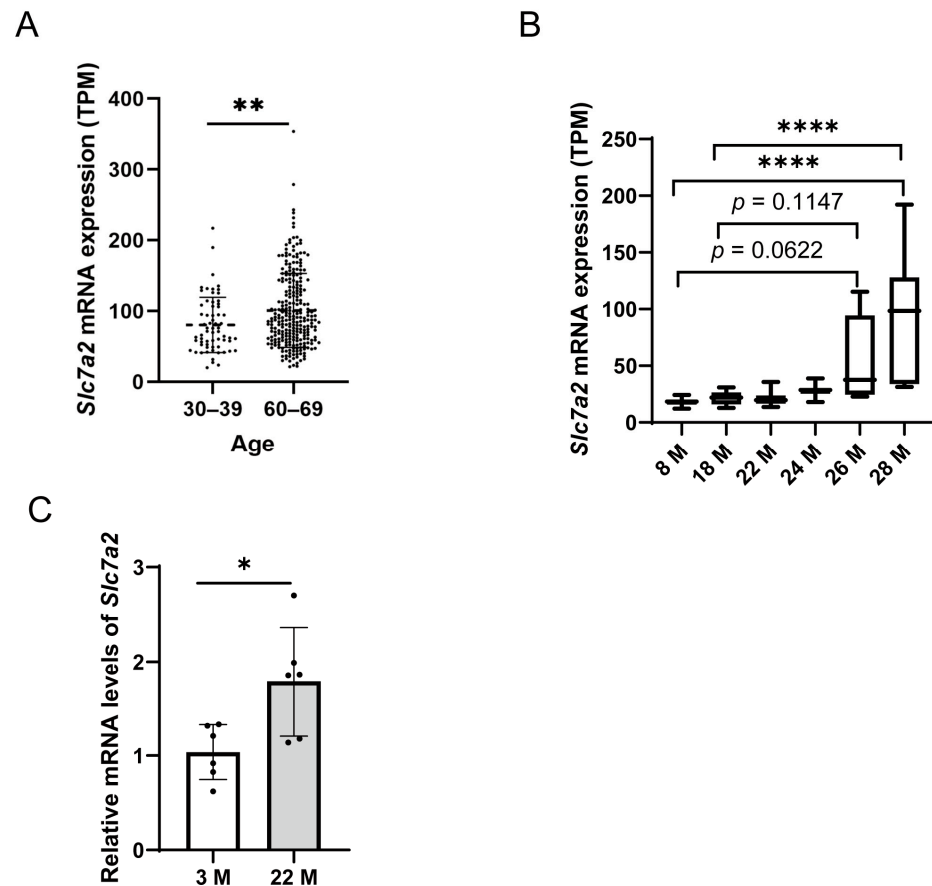 A
Slc7a2 mRNA expression (TPM)
400
300
200
100
0
**
30–39
60–69
Age
B
Slc7a2 mRNA expression (TPM)
250
200
150
100
50
0
****
****
p = 0.1147
p = 0.0622
8 M
18 M
22 M
24 M
26 M
28 M
C
Relative mRNA levels of Slc7a2
3
2
1
0
*
3 M
22 M